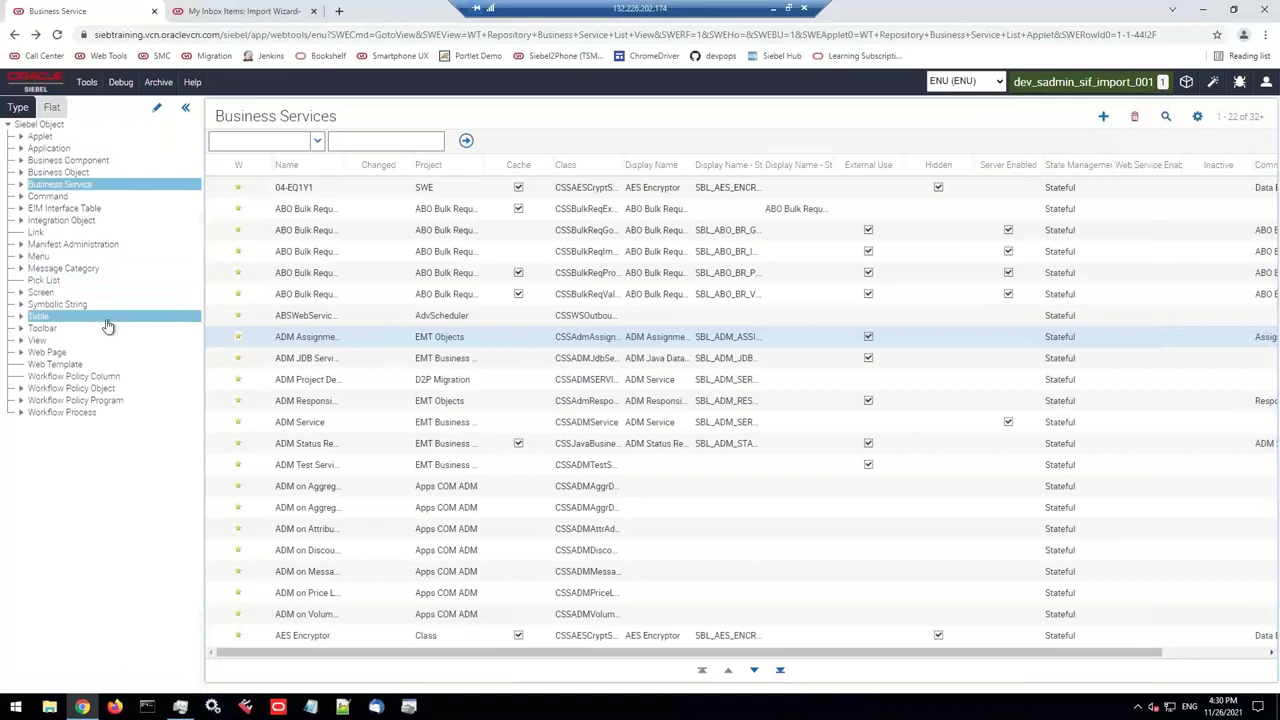 Business Service
My Inbox Items: Import Wizard-
132.226.202.174
siebtraining.vcn.oraclevcn.com/siebel/app/webtools/enu?SWECmd=GotoView&SWEView=WT+Repository+Business+Service+List+View&SWERF=1&SWEHo=&SWEBU=1&SWEApplet0=WT+Repository+Business+Service+List+Applet&SWERowId0=1-1-44I2F
Call Center Web Tools SMC Migration Jenkins Bookshelf Smartphone UX Portlet Demo Siebel2Phone (TSM... ChromeDriver devpops Siebel Hub Learning Subscripti... Reading list
ORACLE
SIEBEL
Tools Debug Archive Help
ENU (ENU)
dev_sadmin_sif_import_001 1
Type Flat
Siebel Object
Applet
Application
Business Component
Business Object
Business Service
Command
EIM Interface Table
Integration Object
Link
Manifest Administration
Menu
Message Category
Pick List
Screen
Symbolic String
Table
Toolbar
View
Web Page
Web Template
Workflow Policy Column
Workflow Policy Object
Workflow Policy Program
Workflow Process
Business Services
1 - 22 of 32+
W Name Changed Project Cache Class Display Name Display Name - St Display Name - St External Use Hidden Server Enabled State Managemen Web Service Enab Inactive Comm
04-EQ1Y1 SWE CSSAESCryptS... AES Encryptor SBL_AES_ENCR... Stateful Data E
ABO Bulk Requ... ABO Bulk Requ... CSSBulkReqEx... ABO Bulk Requ... Stateful
ABO Bulk Requ... ABO Bulk Requ... CSSBulkReqGo... ABO Bulk Requ... SBL_ABO_BR_G... Stateful ABO E
ABO Bulk Requ... ABO Bulk Requ... CSSBulkReqIm... ABO Bulk Requ... SBL_ABO_BR_I... Stateful ABO E
ABO Bulk Requ... ABO Bulk Requ... CSSBulkReqPro... ABO Bulk Requ... SBL_ABO_BR_P... Stateful ABO E
ABO Bulk Requ... ABO Bulk Requ... CSSBulkReqVal... ABO Bulk Requ... SBL_ABO_BR_V... Stateful ABO E
ABSWebServic... AdvScheduler CSSWSOutbou... Stateful
ADM Assignme... EMT Objects CSSAdmAssign... ADM Assignme... SBL_ADM_ASSI... Stateful Assig
ADM JDB Servi... EMT Business ... CSSADMJdbSe... ADM Java Data... SBL_ADM_JDB... Stateful
ADM Project De... D2P Migration CSSADMSERVI... ADM Service SBL_ADM_SER... Stateful
ADM Responsi... EMT Objects CSSAdmRespo... ADM Responsi... SBL_ADM_RES... Stateful Respo
ADM Service EMT Business ... CSSADMService ADM Service SBL_ADM_SER... Stateful
ADM Status Re... EMT Business ... CSSJavaBusine... ADM Status Re... SBL_ADM_STA... Stateful ADM S
ADM Test Servi... EMT Business ... CSSADMTestS... Stateful
ADM on Aggreg... Apps COM ADM CSSADMAggrD... Stateful
ADM on Aggreg... Apps COM ADM CSSADMAggrD... Stateful
ADM on Attribu... Apps COM ADM CSSADMAttrAd... Stateful
ADM on Discou... Apps COM ADM CSSADMDisco... Stateful
ADM on Messa... Apps COM ADM CSSADMMessa... Stateful
ADM on Price L... Apps COM ADM CSSADMPriceL... Stateful
ADM on Volum... Apps COM ADM CSSADMVolum... Stateful
AES Encryptor Class CSSAESCryptS... AES Encryptor SBL_AES_ENCR... Stateful Data E
ENG
4:30 PM
11/26/2021